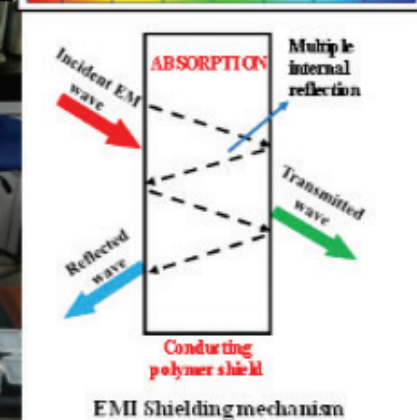 Incident EM
wave
ABSORPTION
Multiple
internal
reflection
Transmitted
wave
Reflected
wave
Conducting
polymer shield
EMI Shielding mechanism